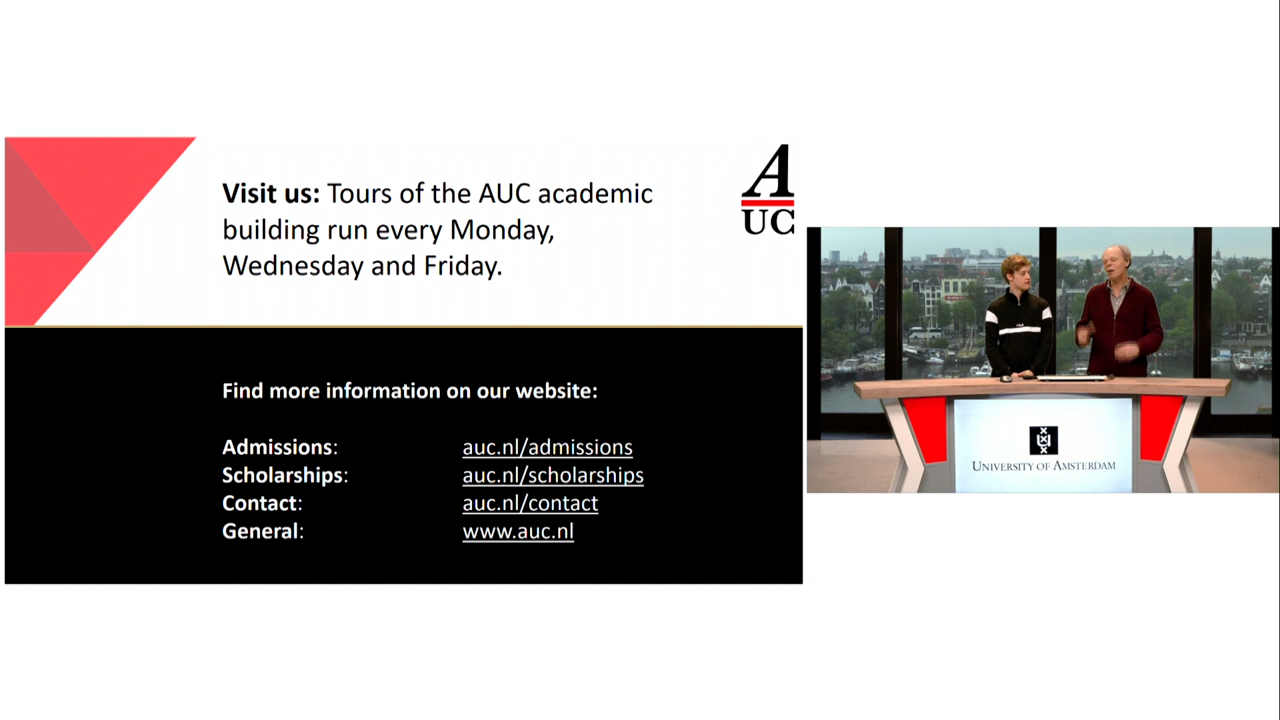 Visit us: Tours of the AUC academic
building run every Monday,
Wednesday and Friday.
A
UC
Find more information on our website:
Admissions: auc.nl/admissions
Scholarships: auc.nl/scholarships
Contact: auc.nl/contact
General: www.auc.nl
UNIVERSITY OF AMSTERDAM